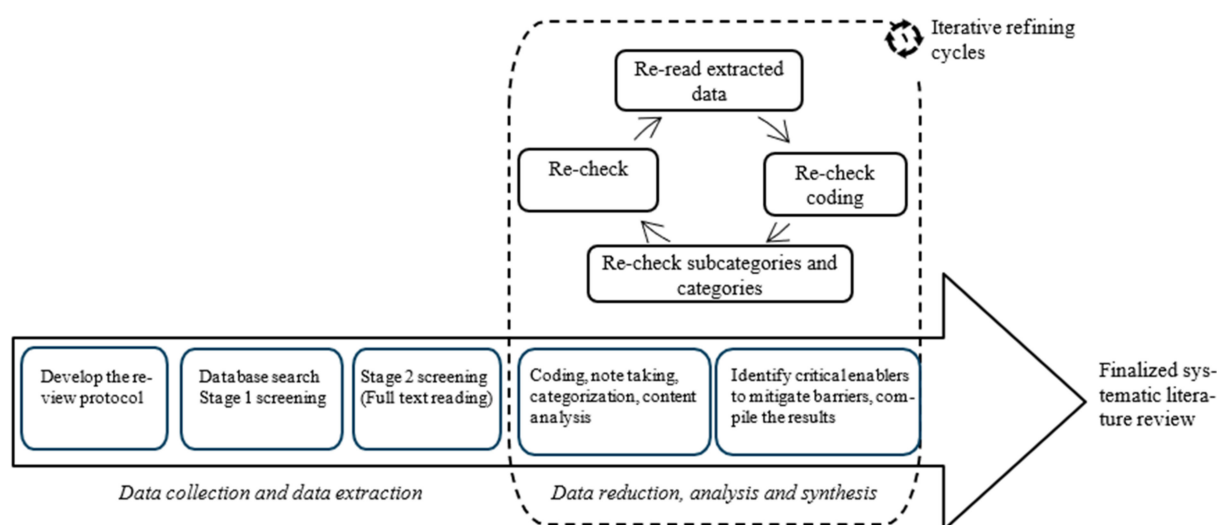 Iterative refining
cycles
Re-read extracted
data
Re-check
Re-check
coding
Re-check subcategories and
categories
Develop the re-
view protocol
Database search
Stage 1 screening
Stage 2 screening
(Full text reading)
Coding, note taking,
categorization, content
analysis
Identify critical enablers
to mitigate barriers, com-
pile the results
Finalized sys-
tematic litera-
ture review
Data collection and data extraction
Data reduction, analysis and synthesis